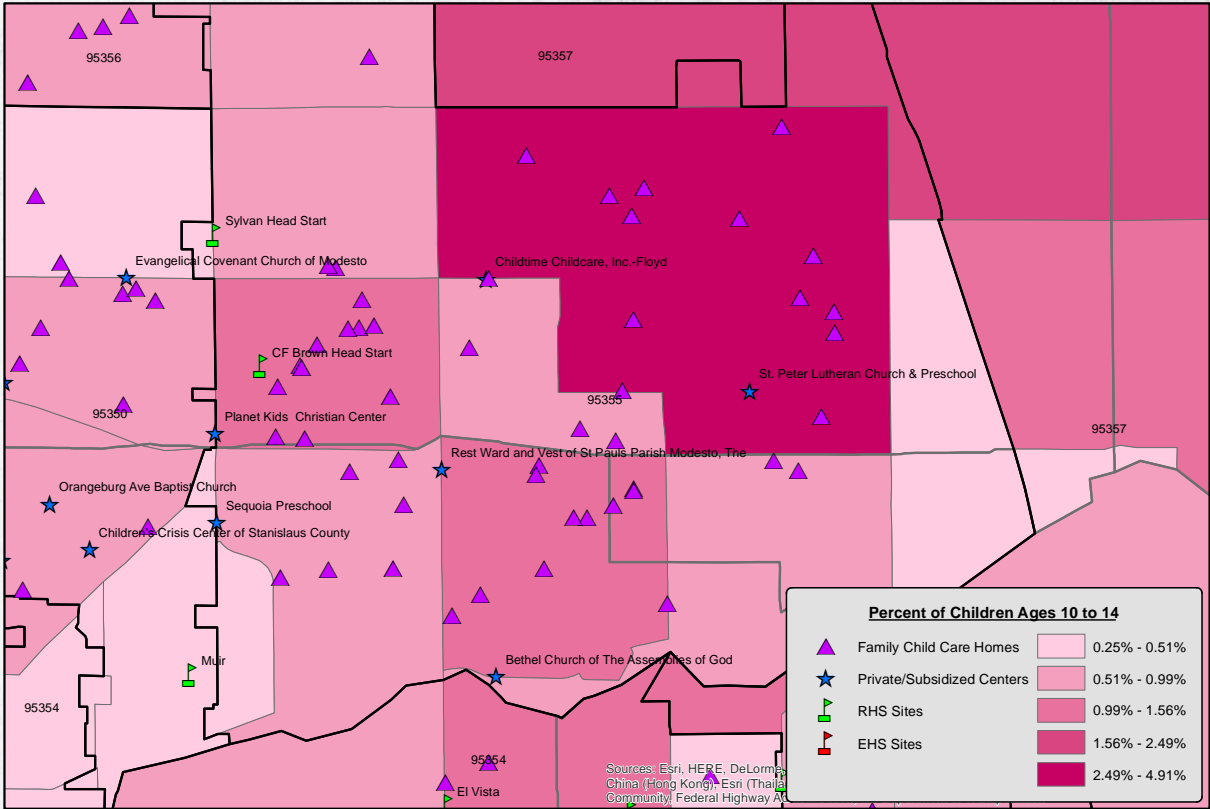 95356
95357
Sylvan Head Start
Evangelical Covenant Church of Modesto
Childtime Childcare, Inc.-Floyd
CF Brown Head Start
St. Peter Lutheran Church & Preschool
95355
95350
Planet Kids  Christian Center
95357
Rest Ward and Vest of St Pauls Parish Modesto, The
Orangeburg Ave Baptist Church
Sequoia Preschool
Children's Crisis Center of Stanislaus County
Muir
Bethel Church of The Assemblies of God
95354
95354
El Vista
Percent of Children Ages 10 to 14
Family Child Care Homes
Private/Subsidized Centers
RHS Sites
EHS Sites
0.25% - 0.51%
0.51% - 0.99%
0.99% - 1.56%
1.56% - 2.49%
2.49% - 4.91%
Sources: Esri, HERE, DeLorme
China (Hong Kong), Esri
Community, Federal Highway